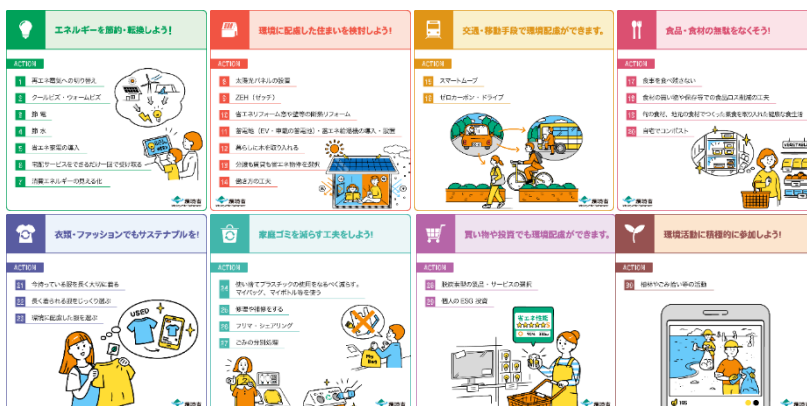 エネルギーを節約・転換しよう!
ACTION
1 再エネ電気への切り替え
2 クールビズ・ウォームビズ
3 節電
4 節水
5 省エネ家電の導入
6 宅配サービスをできるだけ一回で受け取る
7 消費エネルギーの見える化
環境省
環境に配慮した住まいを検討しよう!
ACTION
8 太陽光パネルの設置
9 ZEH(ゼッチ)
10 省エネリフォーム窓や壁等の断熱リフォーム
11 蓄電池(EV・車載の蓄電池)・蓄エネ給湯機の導入・設置
12 暮らしに木を取り入れる
13 分譲も賃貸も省エネ物件を選択
14 働き方の工夫
環境省
交通・移動手段で環境配慮ができます。
ACTION
15 スマートムーブ
16 ゼロカーボン・ドライブ
環境省
食品・食材の無駄をなくそう!
ACTION
17 食事を食べ残さない
18 食材の買い物や保存等での食品ロス削減の工夫
19 旬の食材、地元の食材でつくった菜食を取り入れた健康な食生活
20 自宅でコンポスト
環境省
衣類・ファッションでもサステナブルを!
ACTION
21 今持っている服を長く大切に着る
22 長く着られる服をじっくり選ぶ
23 環境に配慮した服を選ぶ
USED
環境省
家庭ゴミを減らす工夫をしよう!
ACTION
24 使い捨てプラスチックの使用をなるべく減らす。
マイバッグ、マイボトル等を使う
25 修理や補修をする
26 フリマ・シェアリング
27 ごみの分別処理
My Bag
環境省
買い物や投資でも環境配慮ができます。
ACTION
28 脱炭素型の製品・サービスの選択
29 個人の ESG 投資
省エネ性能
環境省
環境活動に積極的に参加しよう!
ACTION
30 植林やごみ拾い等の活動
環境省